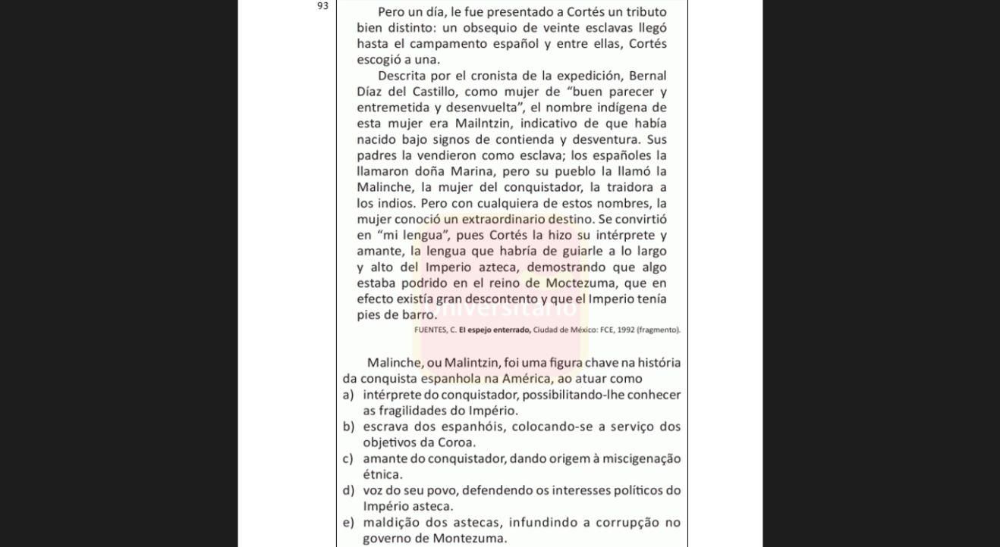 93
Pero un día, le fue presentado a Cortés un tributo
bien distinto: un obsequio de veinte esclavas llegó
hasta el campamento español y entre ellas, Cortés
escogió a una.
Descrita por el cronista de la expedición, Bernal
Díaz del Castillo, como mujer de “buen parecer y
entremetida y desenvuelta”, el nombre indígena de
esta mujer era Mailntzin, indicativo de que había
nacido bajo signos de contienda y desventura. Sus
padres la vendieron como esclava; los españoles la
llamaron doña Marina, pero su pueblo la llamó la
Malinche, la mujer del conquistador, la traidora a
los indios. Pero con cualquiera de estos nombres, la
mujer conoció un extraordinario destino. Se convirtió
en “mi lengua”, pues Cortés la hizo su intérprete y
amante, la lengua que habría de guiarle a lo largo
y alto del Imperio azteca, demostrando que algo
estaba podrido en el reino de Moctezuma, que en
efecto existía gran descontento y que el Imperio tenía
pies de barro.
Universitário
FUENTES, C. El espejo enterrado, Ciudad de México: FCE, 1992 (fragmento).
Malinche, ou Malintzin, foi uma figura chave na história
da conquista espanhola na América, ao atuar como
a) intérprete do conquistador, possibilitando-lhe conhecer
as fragilidades do Império.
b) escrava dos espanhóis, colocando-se a serviço dos
objetivos da Coroa.
c) amante do conquistador, dando origem à miscigenação
étnica.
d) voz do seu povo, defendendo os interesses políticos do
Império asteca.
e) maldição dos astecas, infundindo a corrupção no
governo de Montezuma.